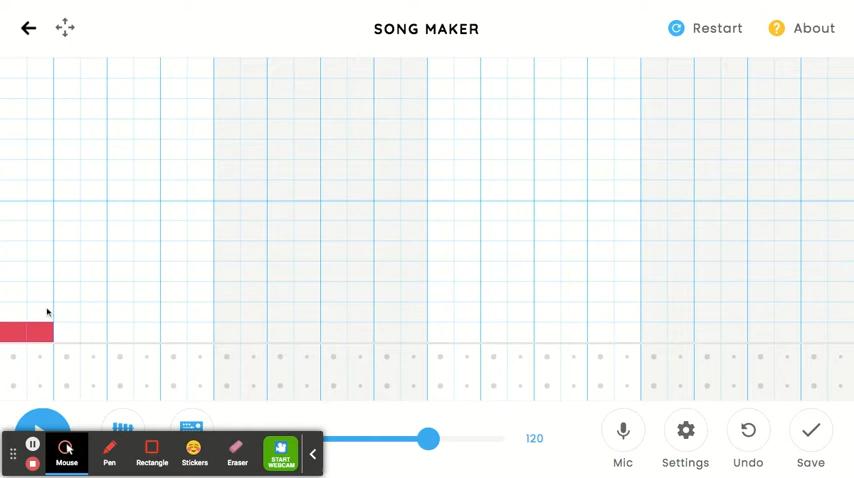 SONG MAKER
Restart
? About
120
Mouse
Pen
Rectangle
Stickers
Eraser
START
WEBCAM
Mic
Settings
Undo
Save